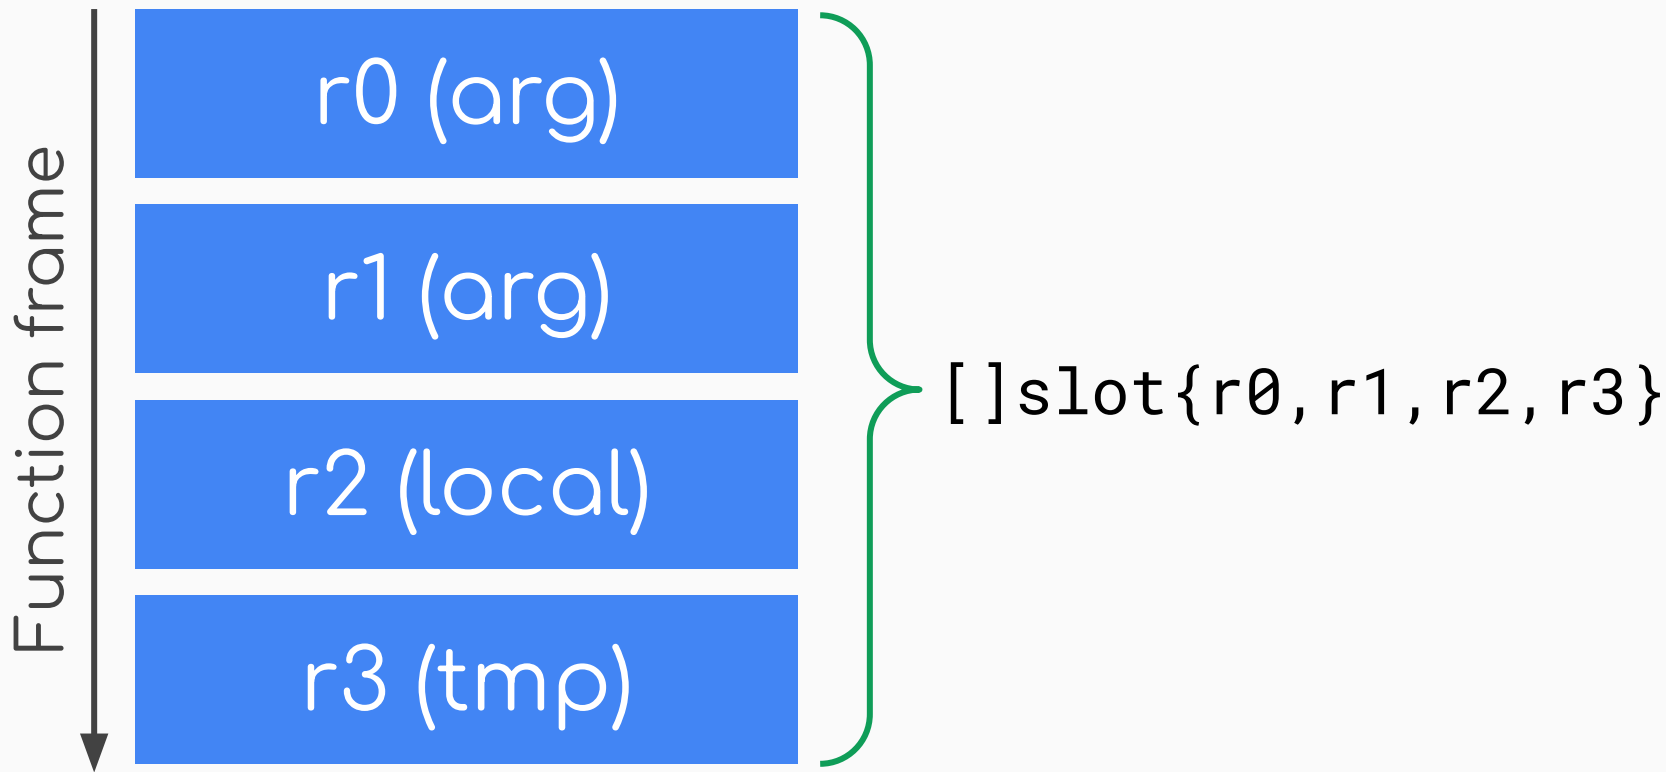 Function frame
r0 (arg)
r1 (arg)
r2 (local)
r3 (tmp)
[]slot{r0,r1,r2,r3}